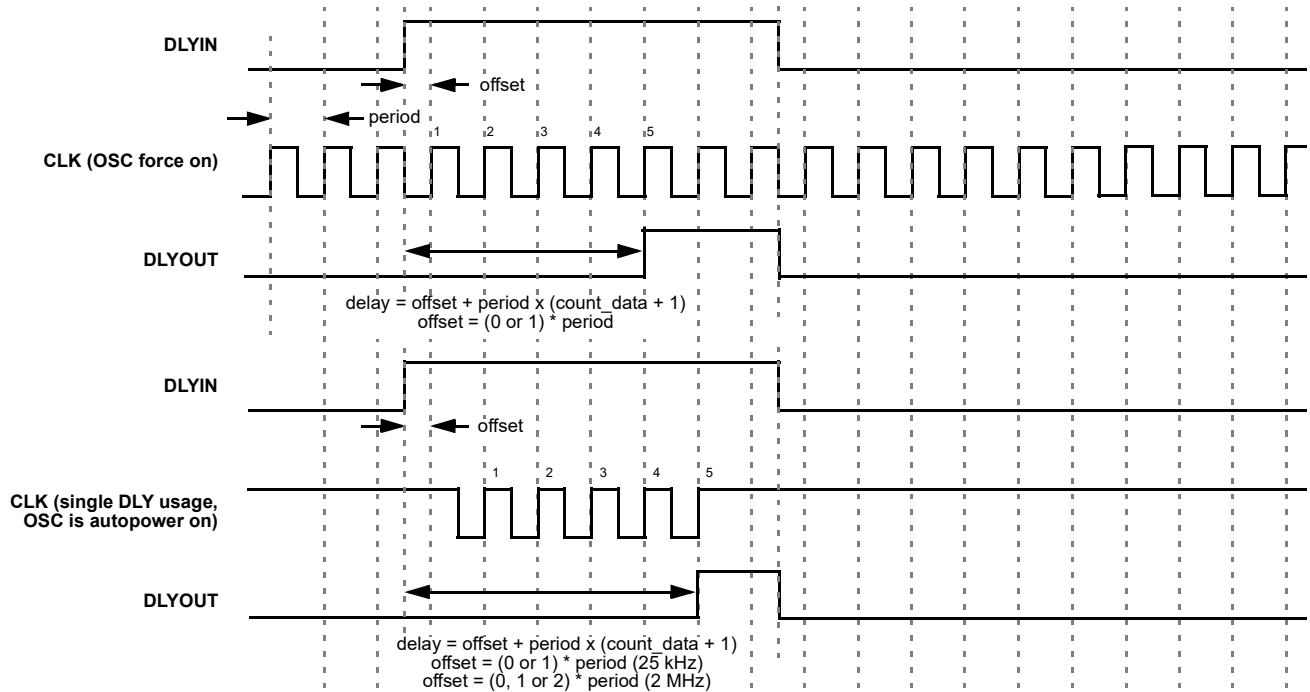 DLYIN
offset
period
1 2 3 4 5
CLK (OSC force on)
DLYOUT
delay = offset + period x (count_data + 1)
offset = (0 or 1) * period
DLYIN
offset
1 2 3 4 5
CLK (single DLY usage,
OSC is autopower on)
DLYOUT
delay = offset + period x (count_data + 1)
offset = (0 or 1) * period (25 kHz)
offset = (0, 1 or 2) * period (2 MHz)